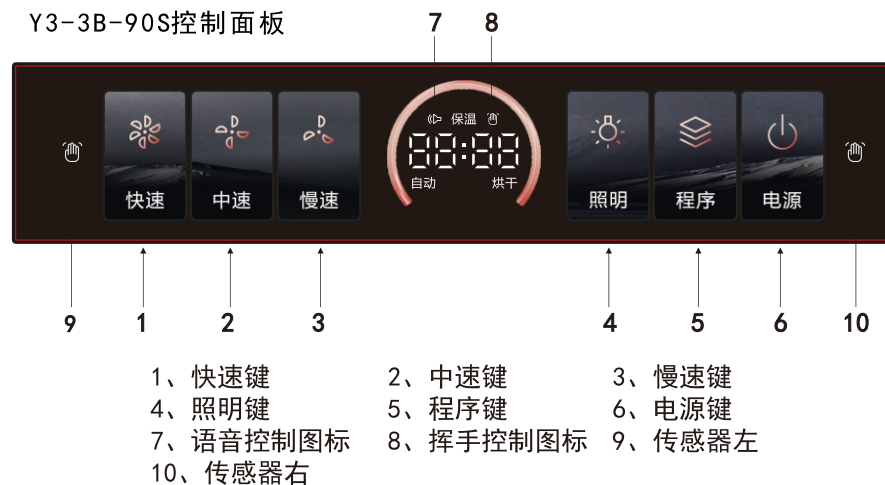 Y3-3B-90S控制面板
7 8
保温
88:88
自动 烘干
快速 中速 慢速 照明 程序 电源
9 1 2 3 4 5 6 10
1、快速键 2、中速键 3、慢速键
4、照明键 5、程序键 6、电源键
7、语音控制图标 8、挥手控制图标 9、传感器左
10、传感器右